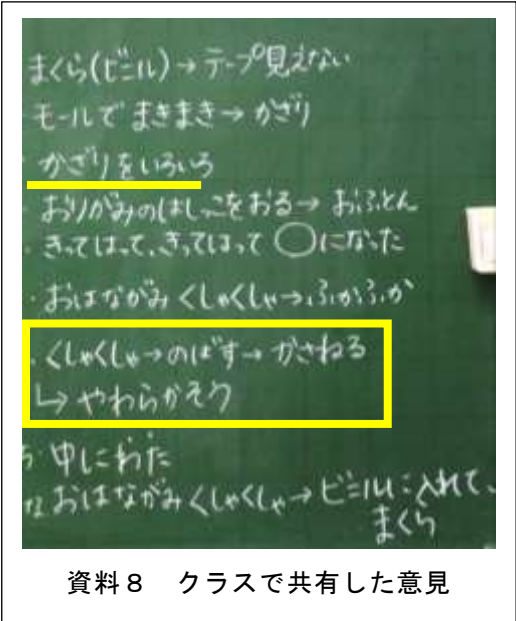 まくら(ビニル)→テープ見えない
・モールでまきまき→かざり
・かざりをいろいろ
・おりがみのはしっこをおる→おふとん
・きってはって、きってはって○になった
・おはながみくしゃくしゃ→ふかふか
・くしゃくしゃ→のばす→かさねる
↳やわらかそう
・中にわた
おはながみくしゃくしゃ→ビニルに入れて、
まくら
資料8 クラスで共有した意見